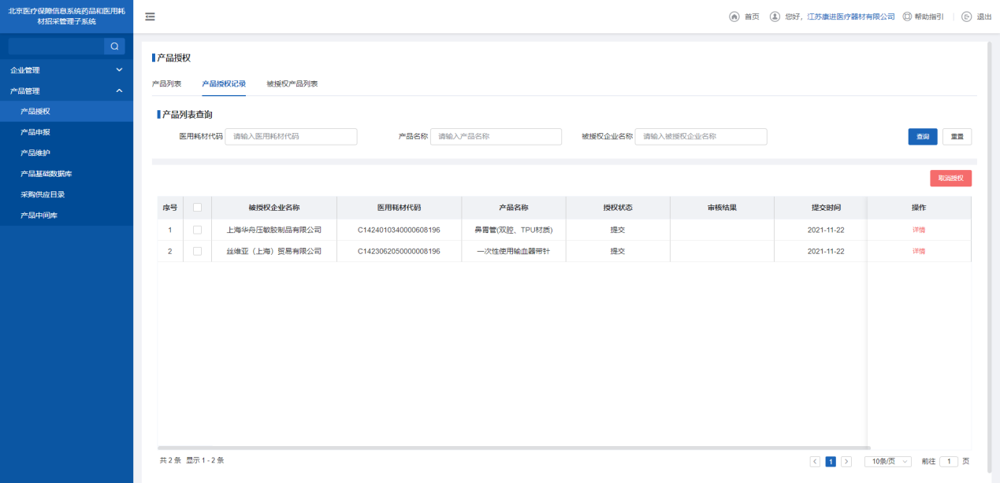 北京医疗保障信息系统药品和医用耗
材招采管理子系统
首页 您好，江苏康进医疗器材有限公司 帮助指引 退出
企业管理
产品管理
产品授权
产品申报
产品维护
产品基础数据库
采购供应目录
产品中间库
产品授权
产品列表 产品授权记录 被授权产品列表
产品列表查询
医用耗材代码 请输入医用耗材代码 产品名称 请输入产品名称 被授权企业名称 请输入被授权企业名称 查询 重置
取消授权
序号 被授权企业名称 医用耗材代码 产品名称 授权状态 审核结果 提交时间 操作
1 上海华舟压敏胶制品有限公司 C1424010340000608196 鼻胃管(双腔、TPU材质) 提交 2021-11-22 详情
2 丝维亚（上海）贸易有限公司 C1423062050000008196 一次性使用输血器带针 提交 2021-11-22 详情
共 2 条 显示 1 - 2 条 1 10条/页 前往 1 页